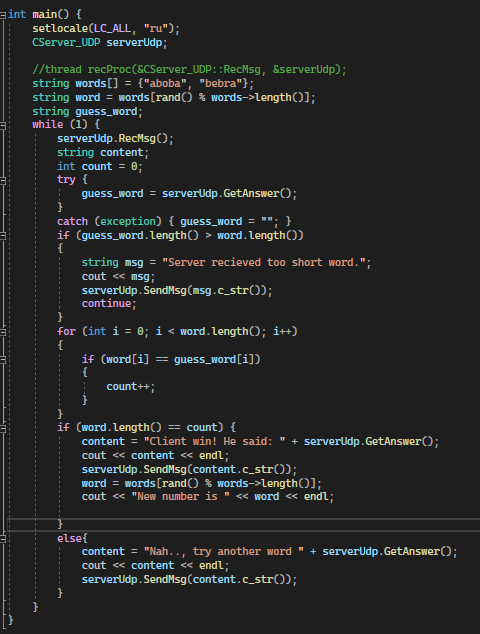 int main() {
    setlocale(LC_ALL, "ru");
    CServer_UDP serverUdp;

    //thread recProc(&CServer_UDP::RecMsg, &serverUdp);
    string words[] = {"aboba", "bebra"};
    string word = words[rand() % words->length()];
    string guess_word;
    while (1) {
        serverUdp.RecMsg();
        string content;
        int count = 0;
        try {
            guess_word = serverUdp.GetAnswer();
        }
        catch (exception) { guess_word = ""; }
        if (guess_word.length() > word.length())
        {
            string msg = "Server recieved too short word.";
            cout << msg;
            serverUdp.SendMsg(msg.c_str());
            continue;
        }
        for (int i = 0; i < word.length(); i++)
        {
            if (word[i] == guess_word[i])
            {
                count++;
            }
        }
        if (word.length() == count) {
            content = "Client win! He said: " + serverUdp.GetAnswer();
            cout << content << endl;
            serverUdp.SendMsg(content.c_str());
            word = words[rand() % words->length()];
            cout << "New number is " << word << endl;

        }
        else{
            content = "Nah.., try another word " + serverUdp.GetAnswer();
            cout << content << endl;
            serverUdp.SendMsg(content.c_str());
        }
    }
}